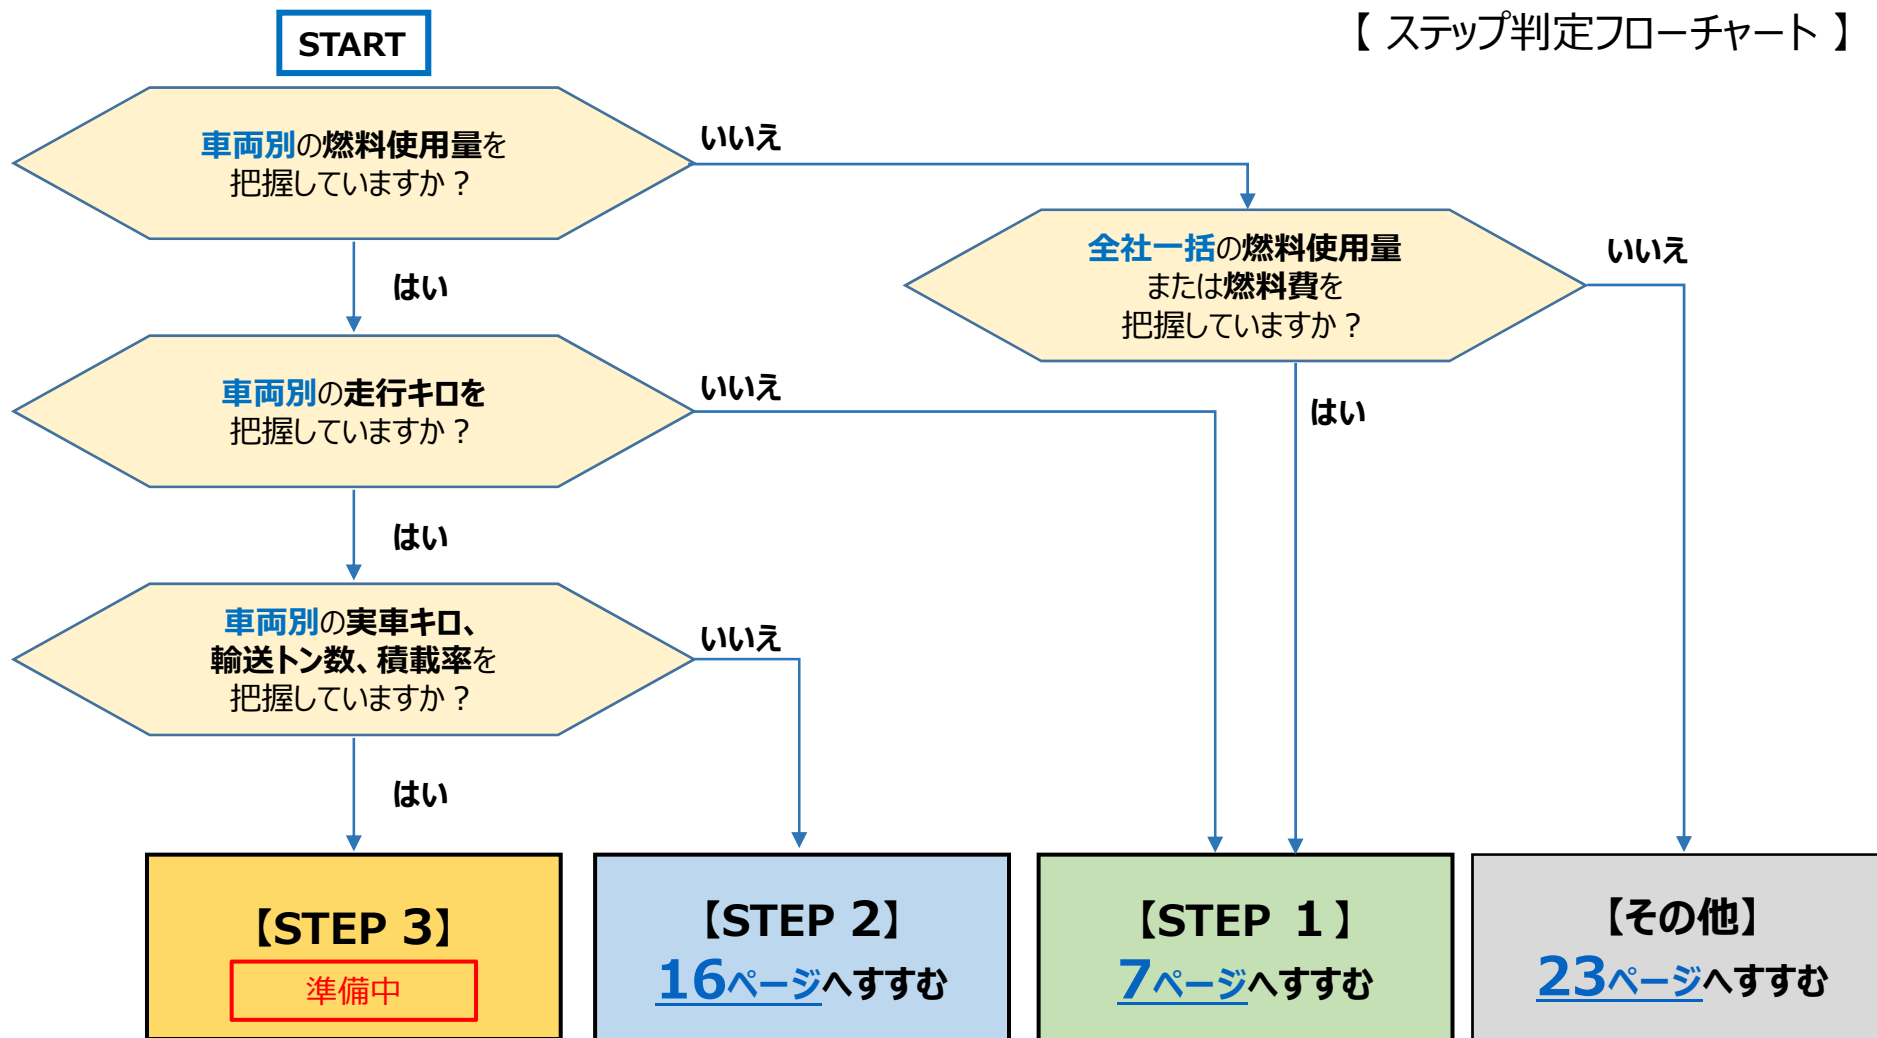 【 ステップ判定フローチャート 】
START
車両別の燃料使用量を
把握していますか？
いいえ
はい
全社一括の燃料使用量
または燃料費を
把握していますか？
いいえ
はい
車両別の走行キロを
把握していますか？
いいえ
はい
車両別の実車キロ、
輸送トン数、積載率を
把握していますか？
いいえ
はい
【STEP 3】
準備中
【STEP 2】
16ページへすすむ
【STEP 1】
7ページへすすむ
【その他】
23ページへすすむ